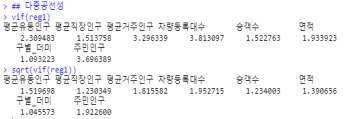 > ## 다중공선성
> vif(reg1)
평균유동인구 평균직장인구 평균거주인구 차량등록대수 승객수 면적
2.309483 1.513758 3.296339 3.813097 1.522763 1.933923
구별_더미 주민인구
1.093223 3.696389
> sqrt(vif(reg1))
평균유동인구 평균직장인구 평균거주인구 차량등록대수 승객수 면적
1.519698 1.230349 1.815582 1.952715 1.234003 1.390656
구별_더미 주민인구
1.045573 1.922600